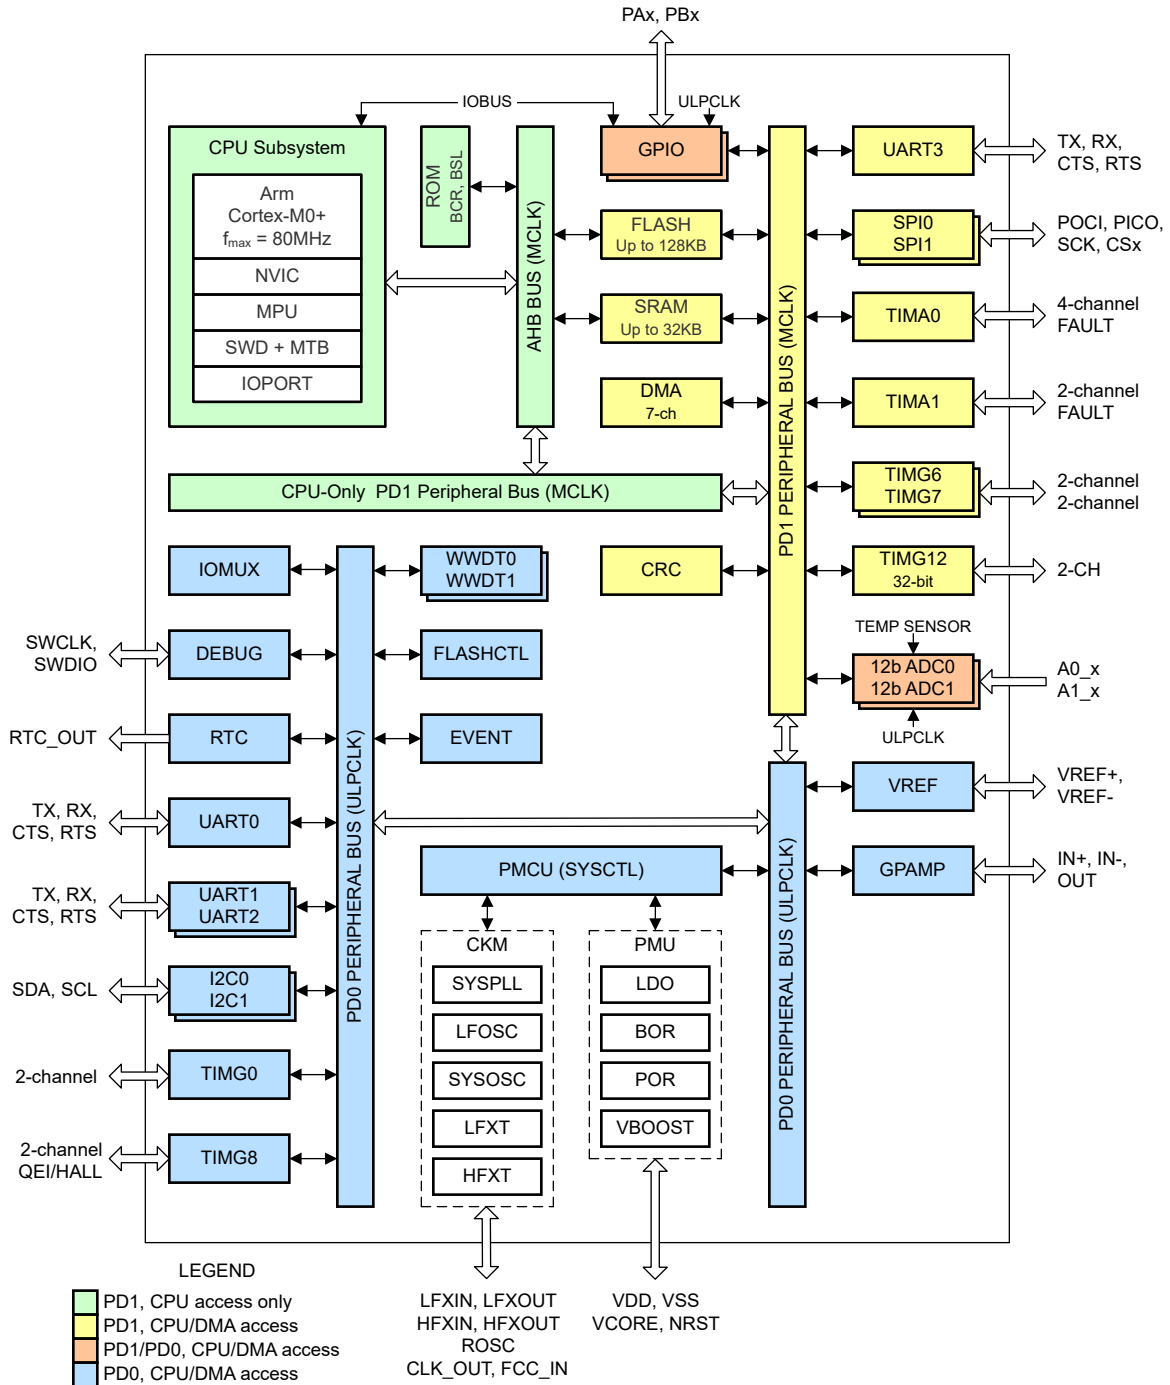 PAx, PBx
IOBUS
ULPCLK
CPU Subsystem
Arm
Cortex-M0+
fmax = 80MHz
NVIC
MPU
SWD + MTB
IOPORT
ROM
BCR, BSL
AHB BUS (MCLK)
GPIO
FLASH
Up to 128KB
SRAM
Up to 32KB
DMA
7-ch
PD1 PERIPHERAL BUS (MCLK)
UART3
TX, RX,
CTS, RTS
SPI0
SPI1
POCI, PICO,
SCK, CSx
TIMA0
4-channel
FAULT
TIMA1
2-channel
FAULT
CPU-Only PD1 Peripheral Bus (MCLK)
TIMG6
TIMG7
2-channel
2-channel
CRC
TIMG12
32-bit
2-CH
TEMP SENSOR
12b ADC0
12b ADC1
A0_x
A1_x
ULPCLK
IOMUX
WWDT0
WWDT1
SWCLK,
SWDIO
DEBUG
FLASHCTL
RTC_OUT
RTC
EVENT
PD0 PERIPHERAL BUS (ULPCLK)
VREF
VREF+,
VREF-
TX, RX,
CTS, RTS
UART0
PMCU (SYSCTL)
PD0 PERIPHERAL BUS (ULPCLK)
GPAMP
IN+, IN-,
OUT
TX, RX,
CTS, RTS
UART1
UART2
SDA, SCL
I2C0
I2C1
2-channel
TIMG0
2-channel
QEI/HALL
TIMG8
CKM
SYSPLL
LFOSC
SYSOSC
LFXT
HFXT
PMU
LDO
BOR
POR
VBOOST
LFXIN, LFXOUT
HFXIN, HFXOUT
ROSC
CLK_OUT, FCC_IN
VDD, VSS
VCORE, NRST
LEGEND
PD1, CPU access only
PD1, CPU/DMA access
PD1/PD0, CPU/DMA access
PD0, CPU/DMA access